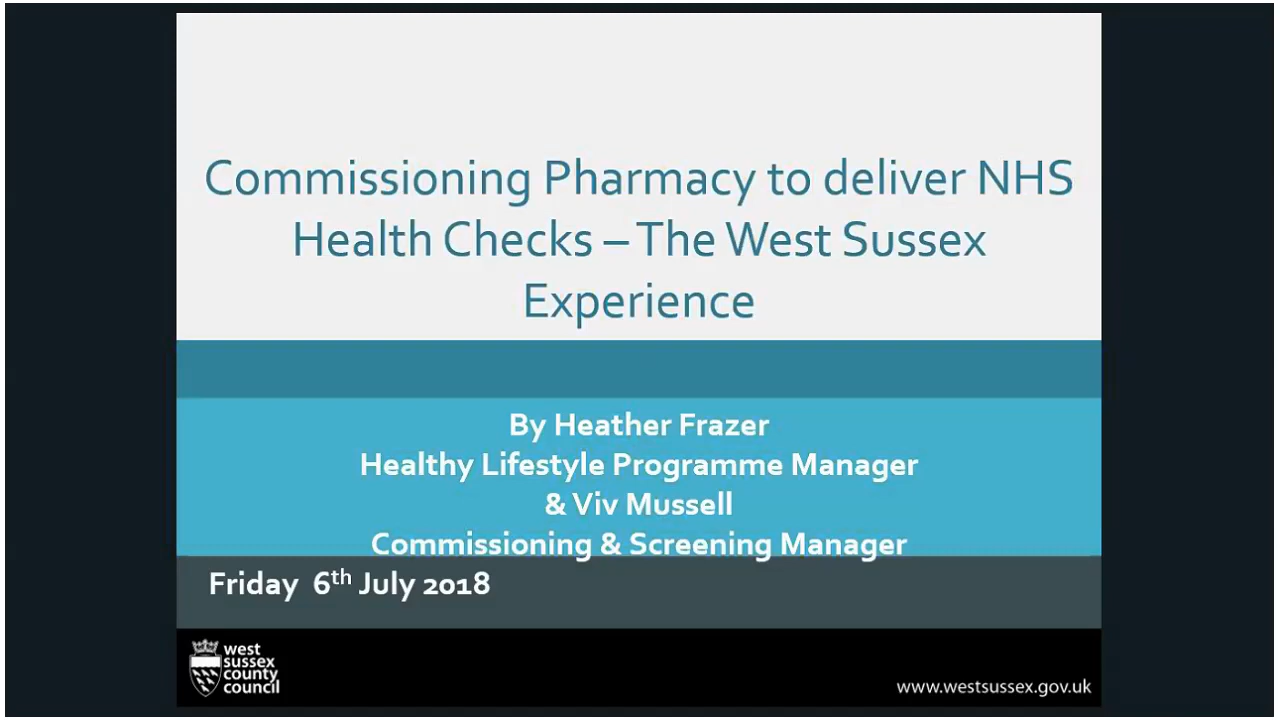 Commissioning Pharmacy to deliver NHS
Health Checks – The West Sussex
Experience
By Heather Frazer
Healthy Lifestyle Programme Manager
& Viv Mussell
Commissioning & Screening Manager
Friday 6th July 2018
west
sussex
county
council
www.westsussex.gov.uk